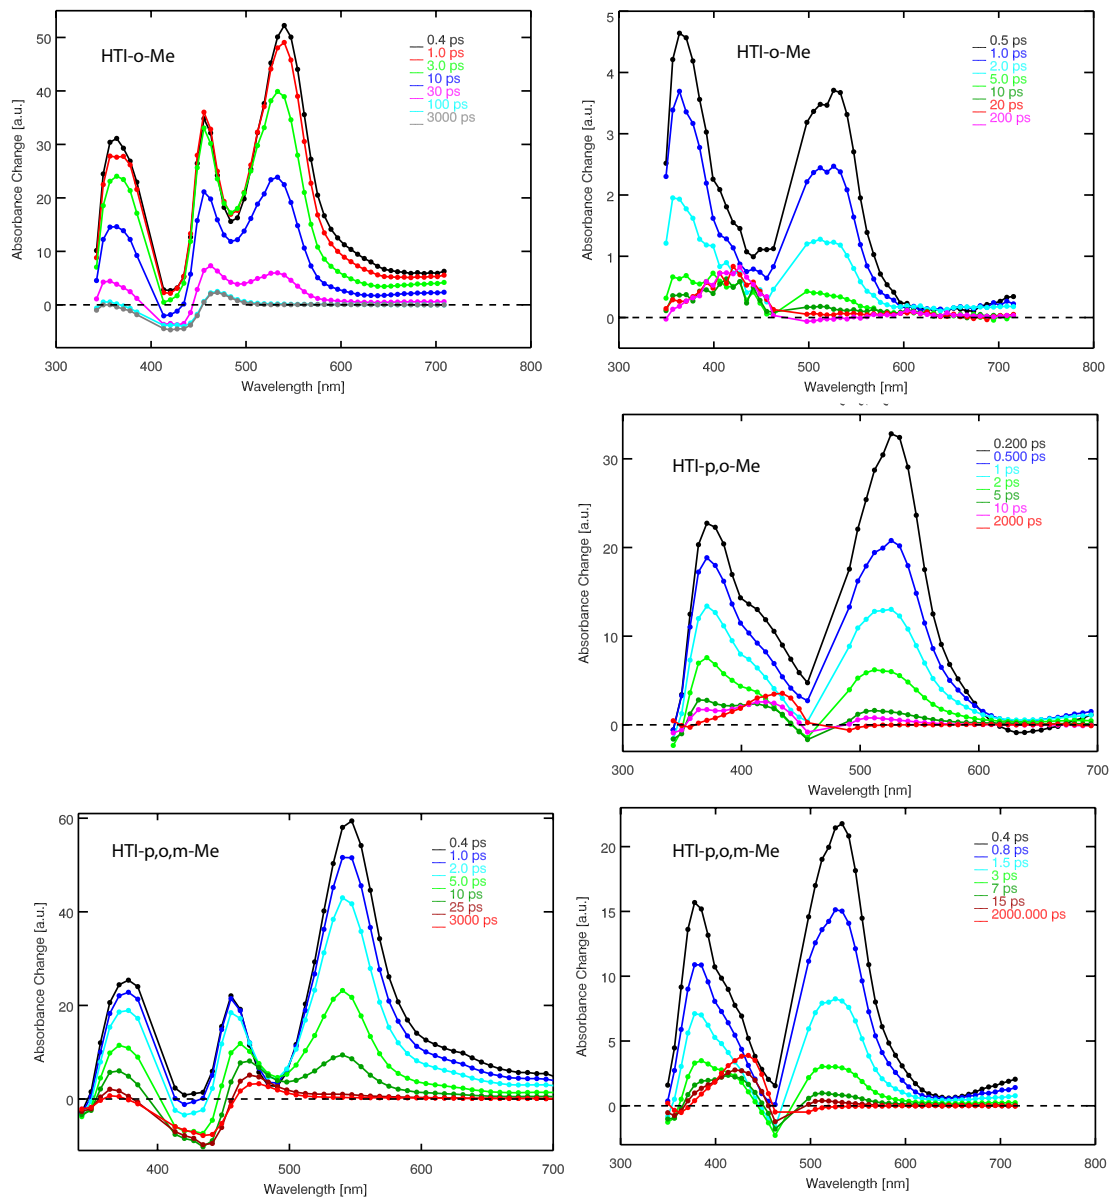 HTI-o-Me
0.4 ps
1.0 ps
3.0 ps
10 ps
30 ps
100 ps
3000 ps
50
40
30
20
10
0
Absorbance Change [a.u.]
300
400
500
600
700
800
Wavelength [nm]
HTI-o-Me
0.5 ps
1.0 ps
2.0 ps
5.0 ps
10 ps
20 ps
200 ps
5
4
3
2
1
0
Absorbance Change [a.u.]
300
400
500
600
700
800
Wavelength [nm]
HTI-p,o-Me
0.200 ps
0.500 ps
1 ps
2 ps
5 ps
10 ps
2000 ps
30
20
10
0
Absorbance Change [a.u.]
300
400
500
600
700
Wavelength [nm]
HTI-p,o,m-Me
0.4 ps
1.0 ps
2.0 ps
5.0 ps
10 ps
25 ps
3000 ps
60
40
20
0
Absorbance Change [a.u.]
400
500
600
700
Wavelength [nm]
HTI-p,o,m-Me
0.4 ps
0.8 ps
1.5 ps
3 ps
7 ps
15 ps
2000.000 ps
20
15
10
5
0
Absorbance Change [a.u.]
300
400
500
600
700
800
Wavelength [nm]